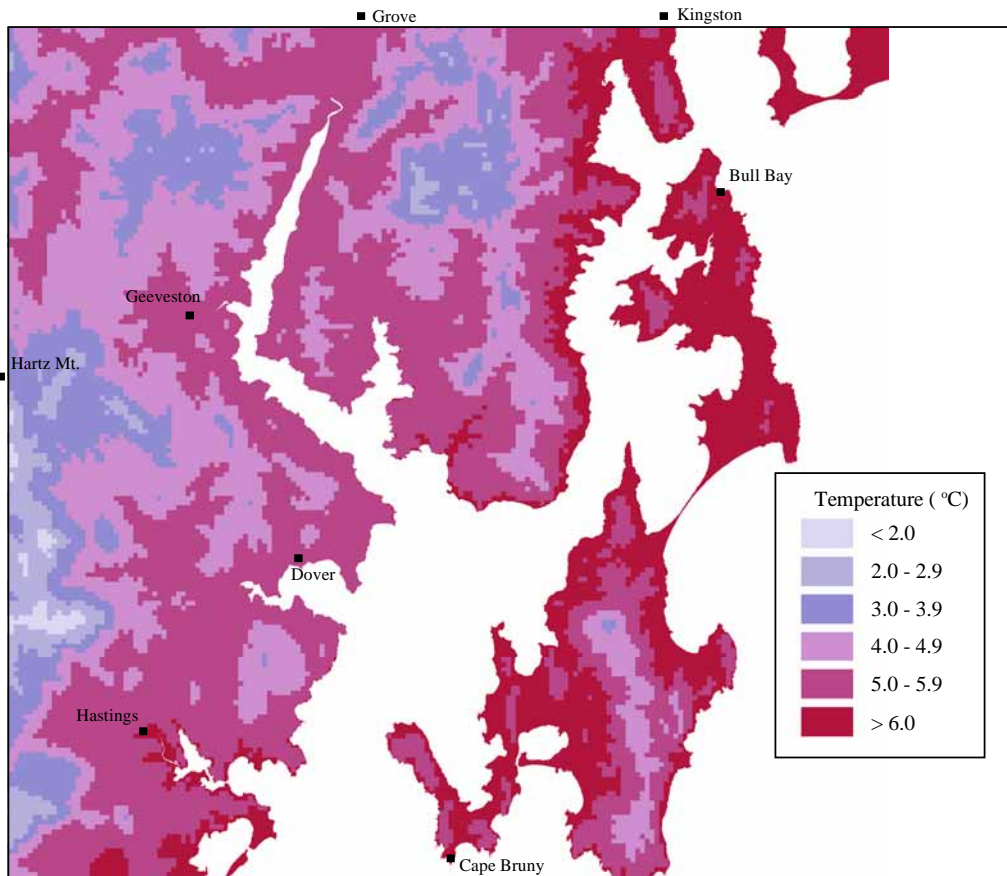 Grove
Kingston
Bull Bay
Geeveston
Hartz Mt.
Temperature ( °C)
< 2.0
2.0 - 2.9
3.0 - 3.9
4.0 - 4.9
5.0 - 5.9
> 6.0
Dover
Hastings
Cape Bruny